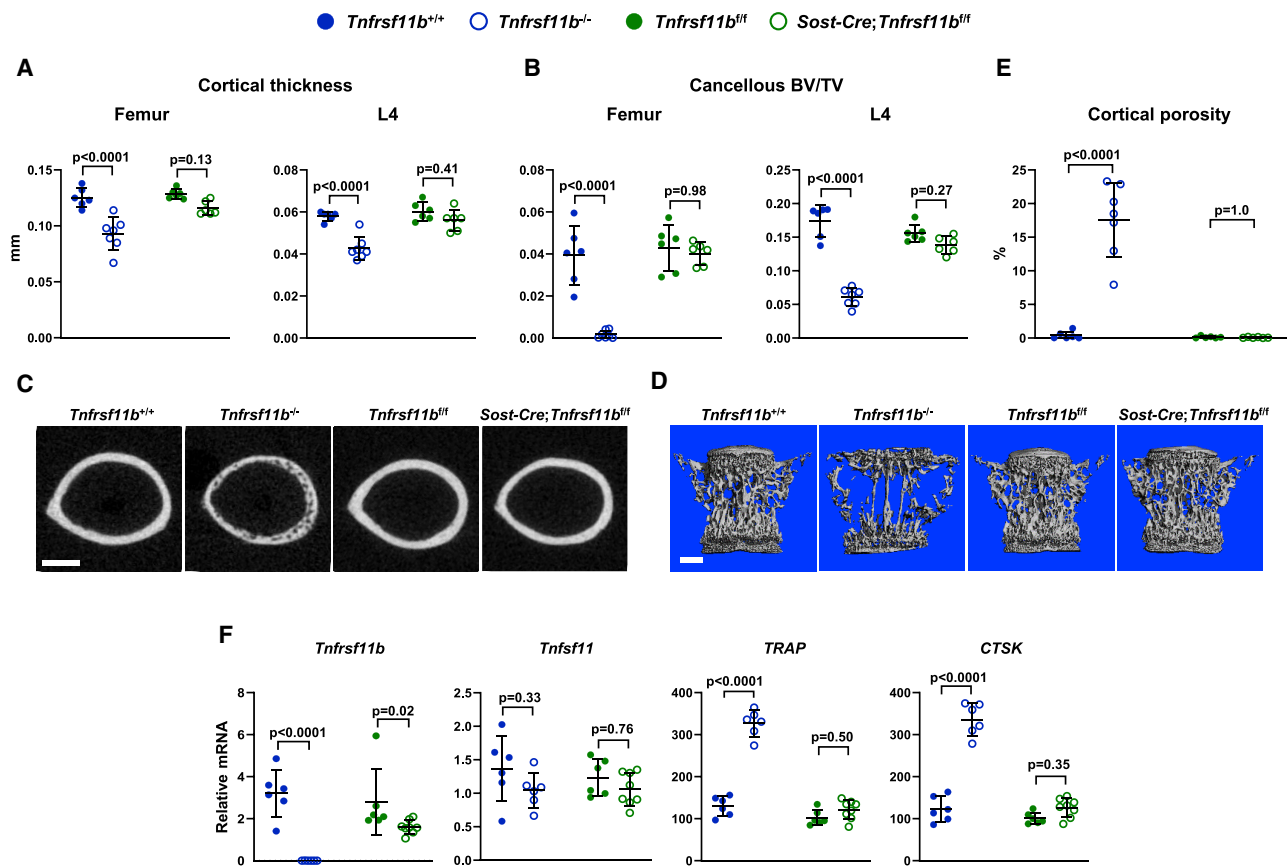 Tnfrsf11b+/+ Tnfrsf11b-/- Tnfrsf11bf/f Sost-Cre;Tnfrsf11bf/f
A B E
Cortical thickness Cancellous BV/TV
Femur L4 Femur L4 Cortical porosity
mm
0.15
0.10
0.05
0.00
p<0.0001
p=0.13
0.08
0.06
0.04
0.02
0.00
p<0.0001
p=0.41
0.08
0.06
0.04
0.02
0.00
p<0.0001
p=0.98
0.20
0.15
0.10
0.05
0.00
p<0.0001
p=0.27
%
25
20
15
10
5
0
p<0.0001
p=1.0
C
Tnfrsf11b+/+ Tnfrsf11b-/- Tnfrsf11bf/f Sost-Cre;Tnfrsf11bf/f
D
Tnfrsf11b+/+ Tnfrsf11b-/- Tnfrsf11bf/f Sost-Cre;Tnfrsf11bf/f
F
Tnfrsf11b Tnfsf11 TRAP CTSK
Relative mRNA
8
6
4
2
0
p<0.0001
p=0.02
2.5
2.0
1.5
1.0
0.5
0.0
p=0.33
p=0.76
400
300
200
100
0
p<0.0001
p=0.50
400
300
200
100
0
p<0.0001
p=0.35